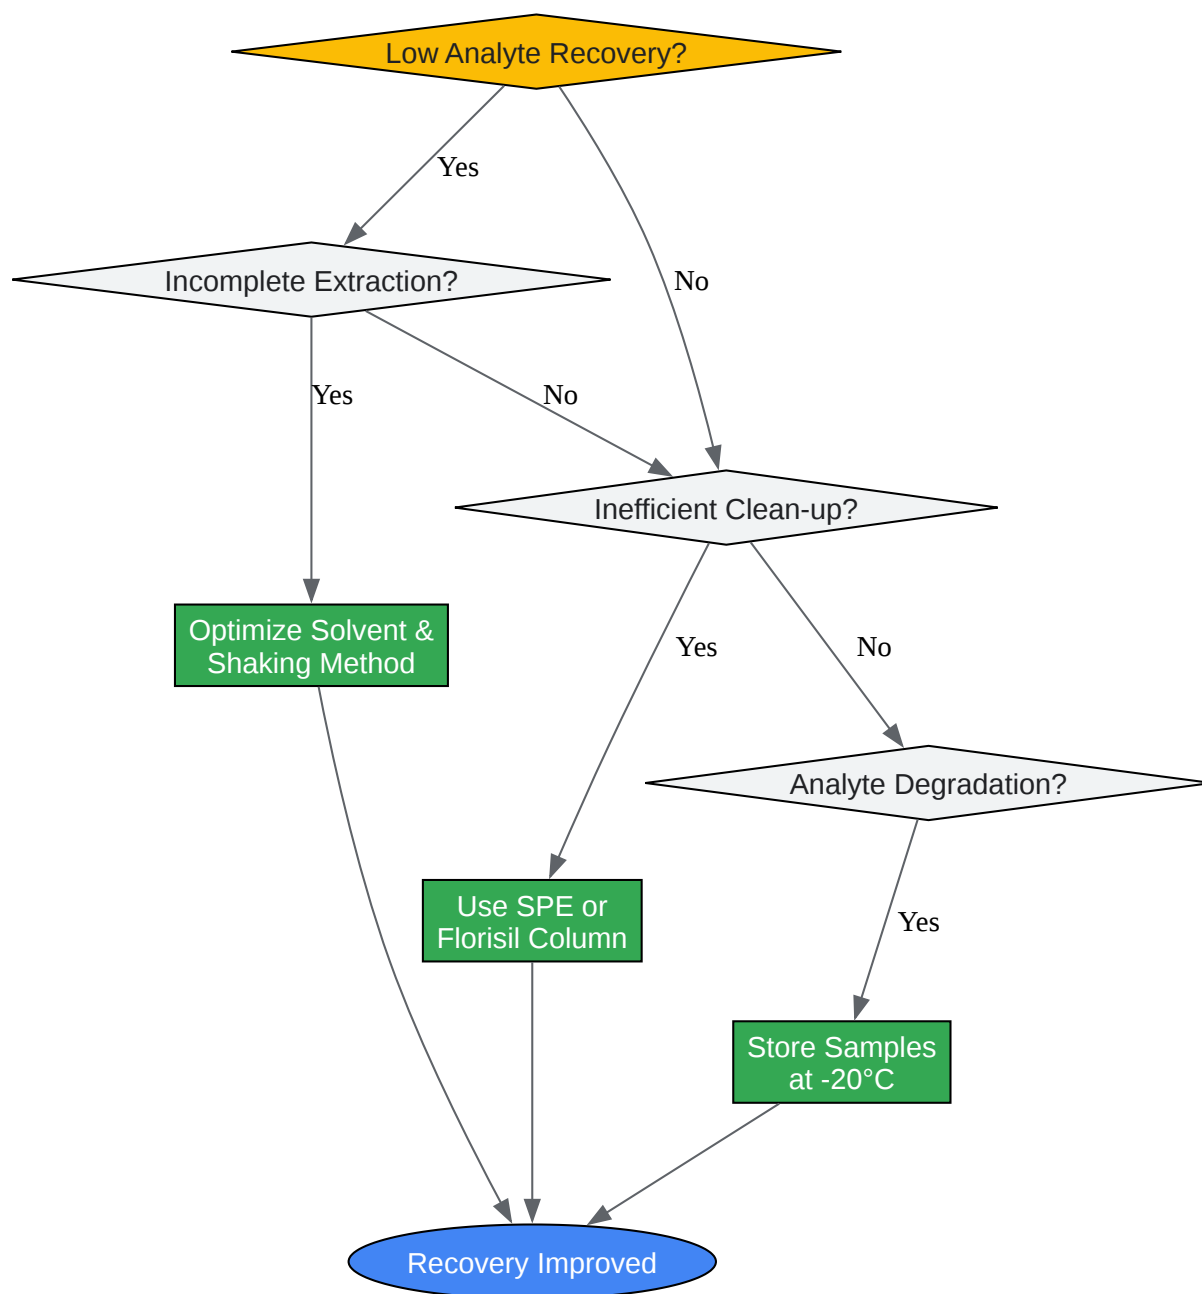 Low Analyte Recovery?
Yes
Incomplete Extraction?
No
Yes
No
Inefficient Clean-up?
Optimize Solvent &
Shaking Method
Yes
No
Analyte Degradation?
Use SPE or
Florisil Column
Yes
Store Samples
at -20°C
Recovery Improved